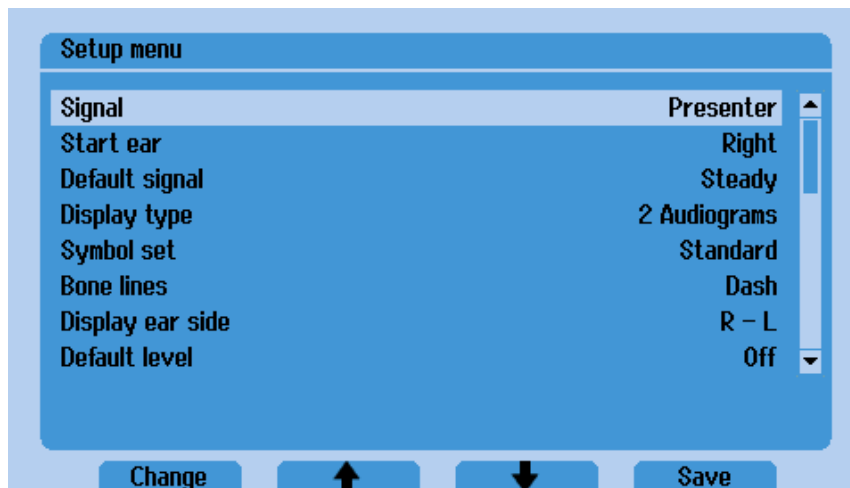 Setup menu
Signal Presenter
Start ear Right
Default signal Steady
Display type 2 Audiograms
Symbol set Standard
Bone lines Dash
Display ear side R – L
Default level Off
Change Save